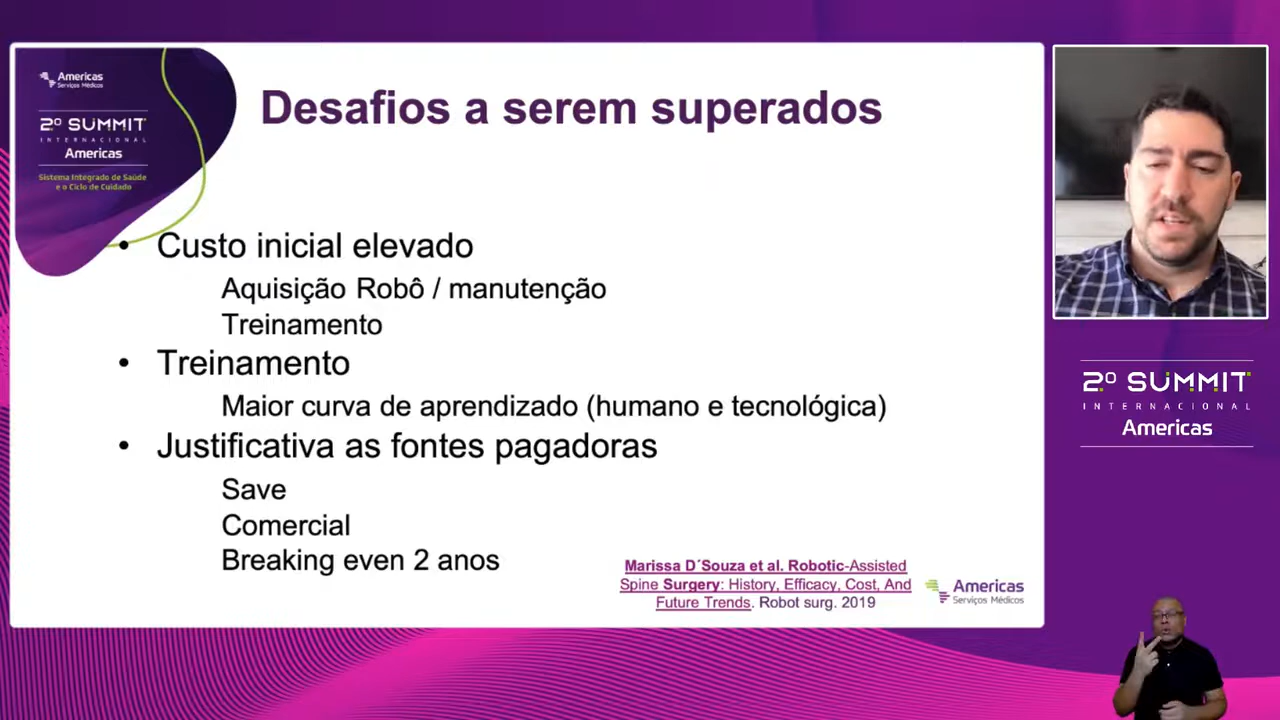 Americas
Serviços Médicos
2º SUMMIT
INTERNACIONAL
Americas
Sistema Integrado de Saúde
e o Ciclo de Cuidado
Desafios a serem superados
• Custo inicial elevado
Aquisição Robô / manutenção
Treinamento
• Treinamento
Maior curva de aprendizado (humano e tecnológica)
• Justificativa as fontes pagadoras
Save
Comercial
Breaking even 2 anos
Marissa D´Souza et al. Robotic-Assisted
Spine Surgery: History, Efficacy, Cost, And
Future Trends. Robot surg. 2019
Americas
Serviços Médicos
2º SUMMIT
INTERNACIONAL
Americas